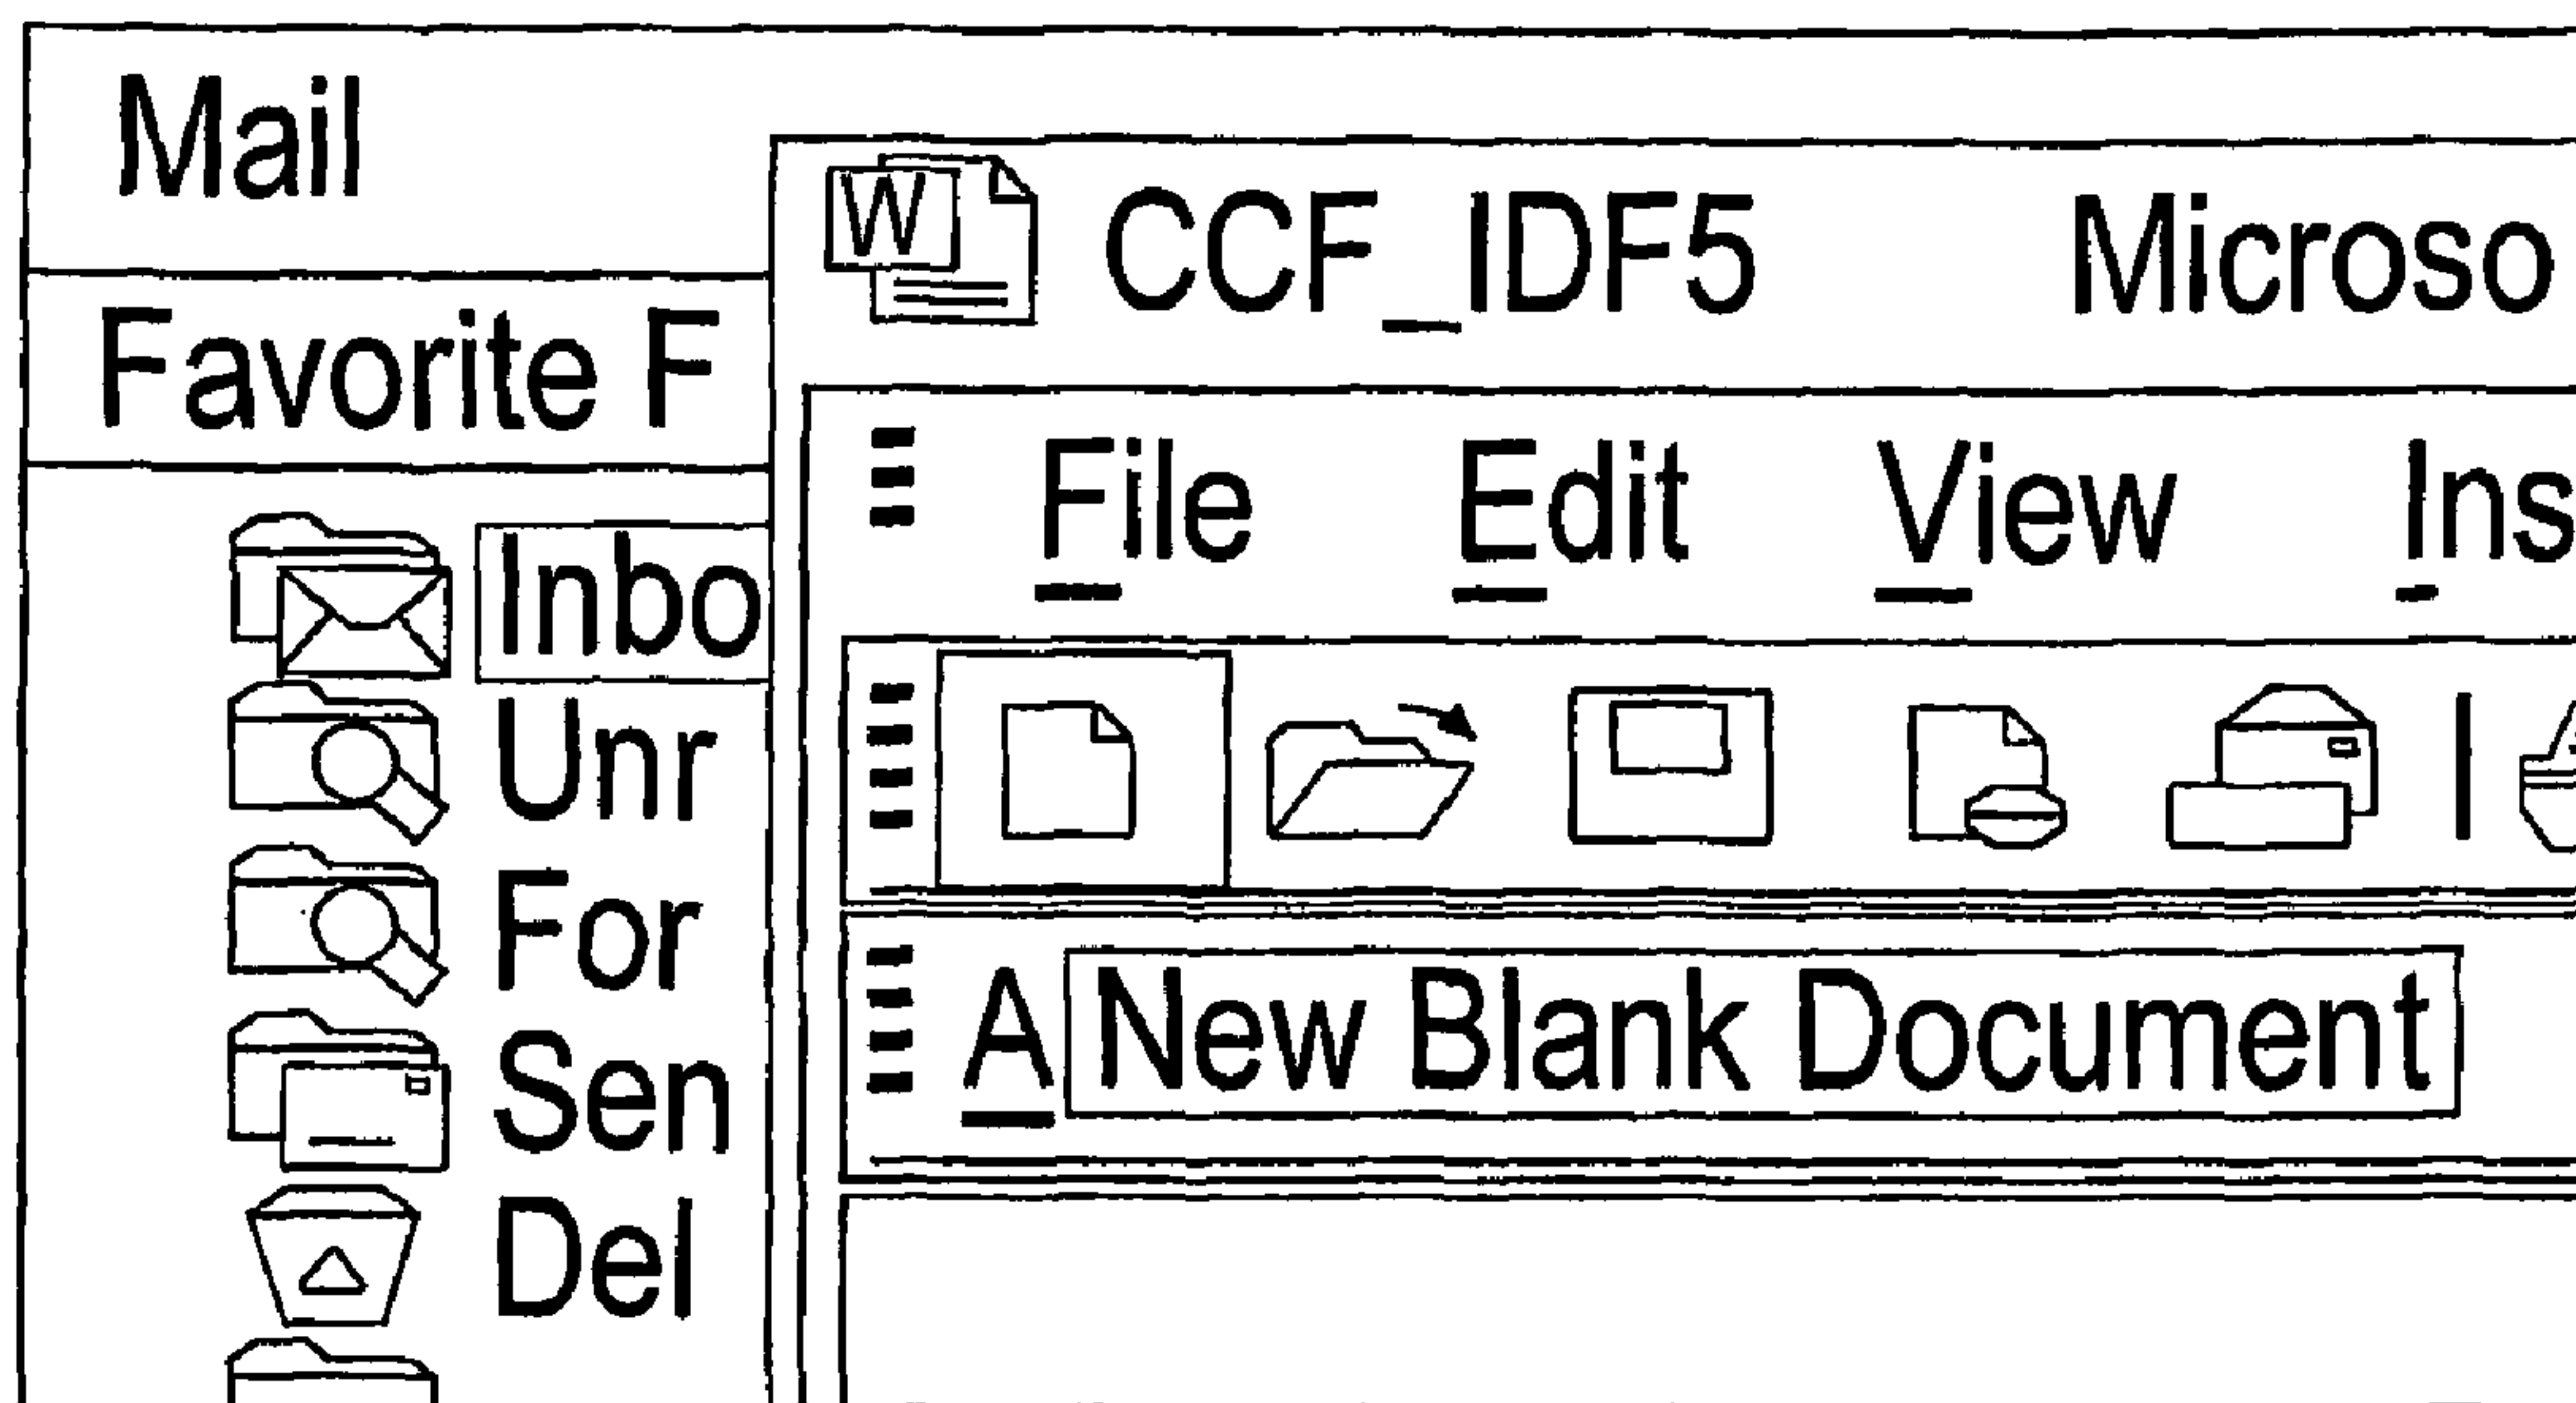 Mail
W CCF_IDF5 Microso
Favorite F
File Edit View Ins
Inbo
Unr
For
A New Blank Document
Sen
Del